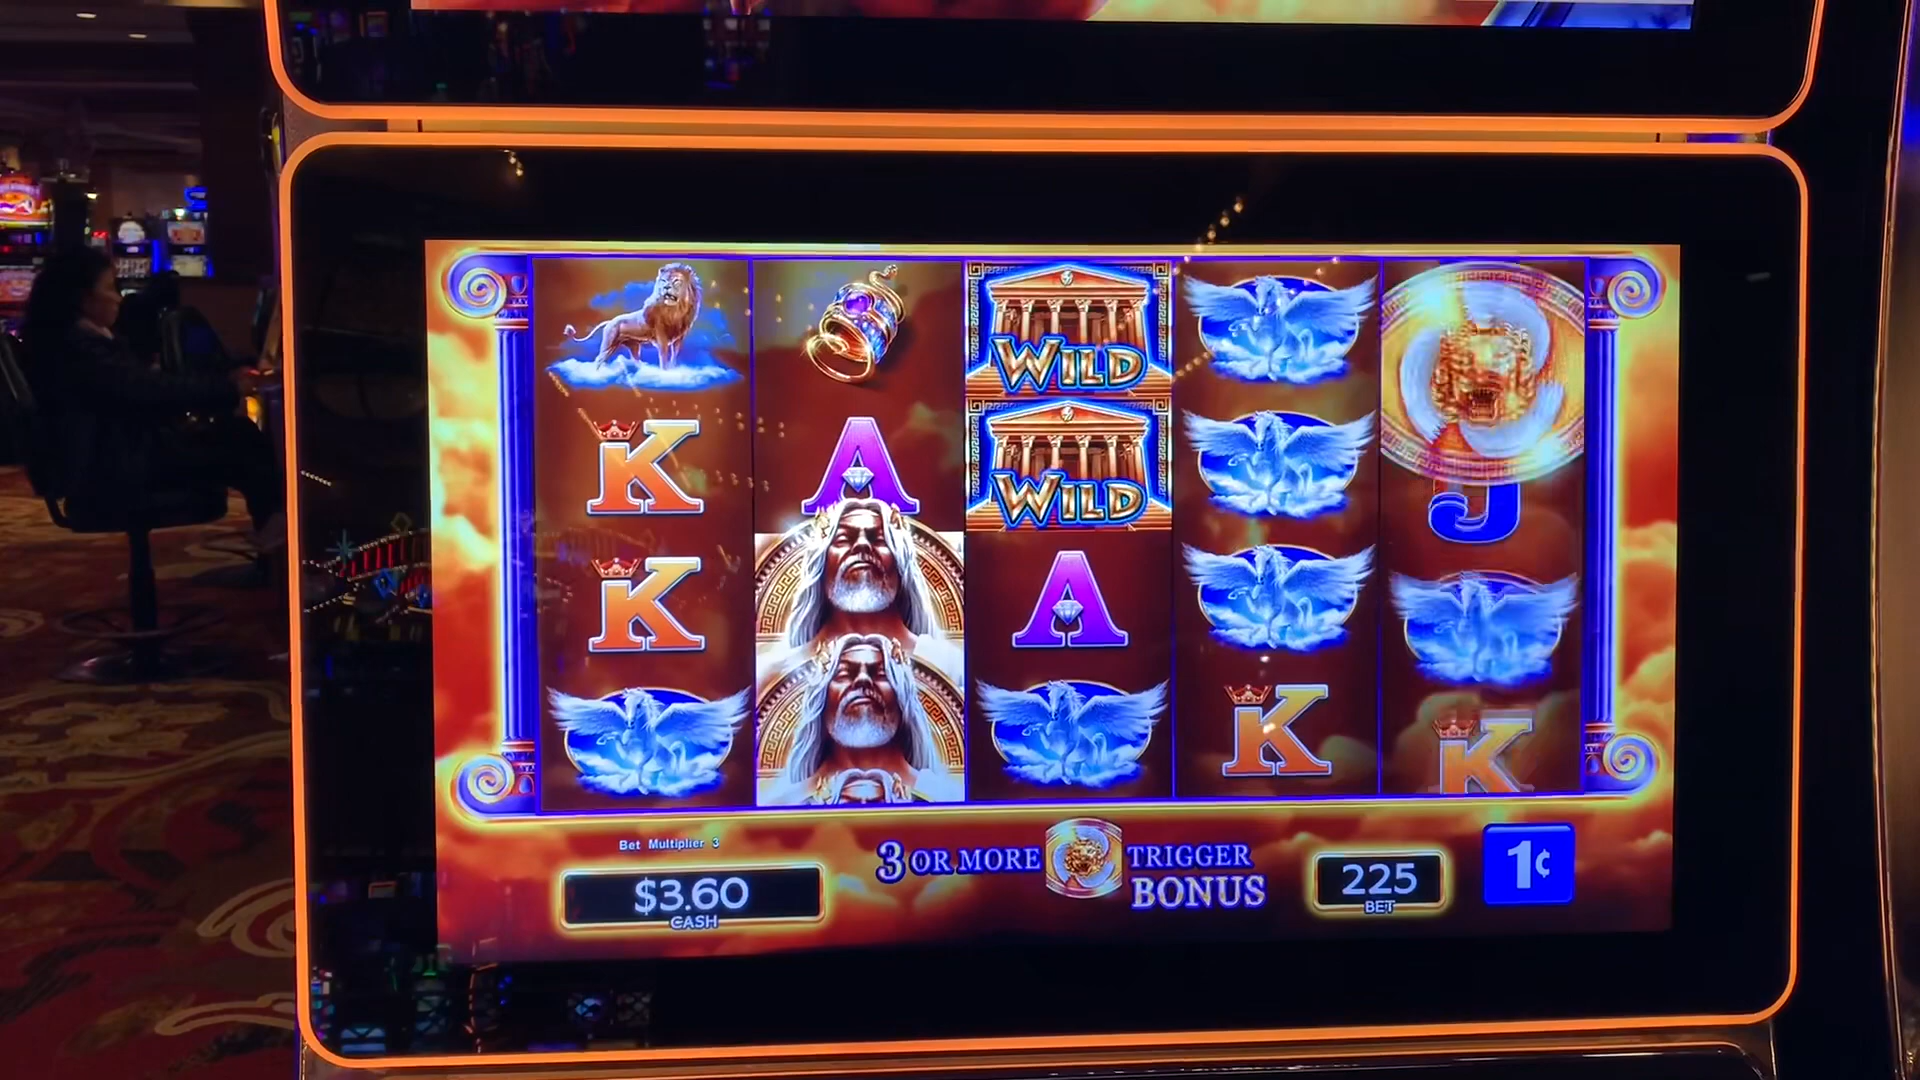 WILD
K
A
WILD
K
A
J
K
K
Bet Multiplier 3
$3.60
CASH
3 OR MORE
TRIGGER
BONUS
225
BET
1¢